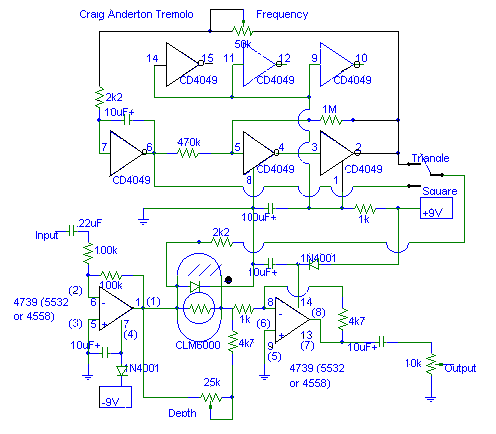 Craig Anderton Tremolo
Frequency
50k
14
15
11
12
9
10
CD4049
CD4049
CD4049
2k2
10uF+
1M
7
6
470k
5
4
3
2
CD4049
8
CD4049
1
CD4049
Triangle
Square
100uF+
1k
+9V
Input
.22uF
2k2
100k
10uF+
1N4001
100k
(2)
6
-
1
(1)
14
4739 (5532
or 4558)
(3)
5
+
7
(4)
1k
8
-
(6)
(8)
4k7
CLM6000
4k7
+
9
13
(5)
(7)
10uF+
1N4001
10uF+
-9V
25k
4739 (5532
or 4558)
10k
Output
Depth